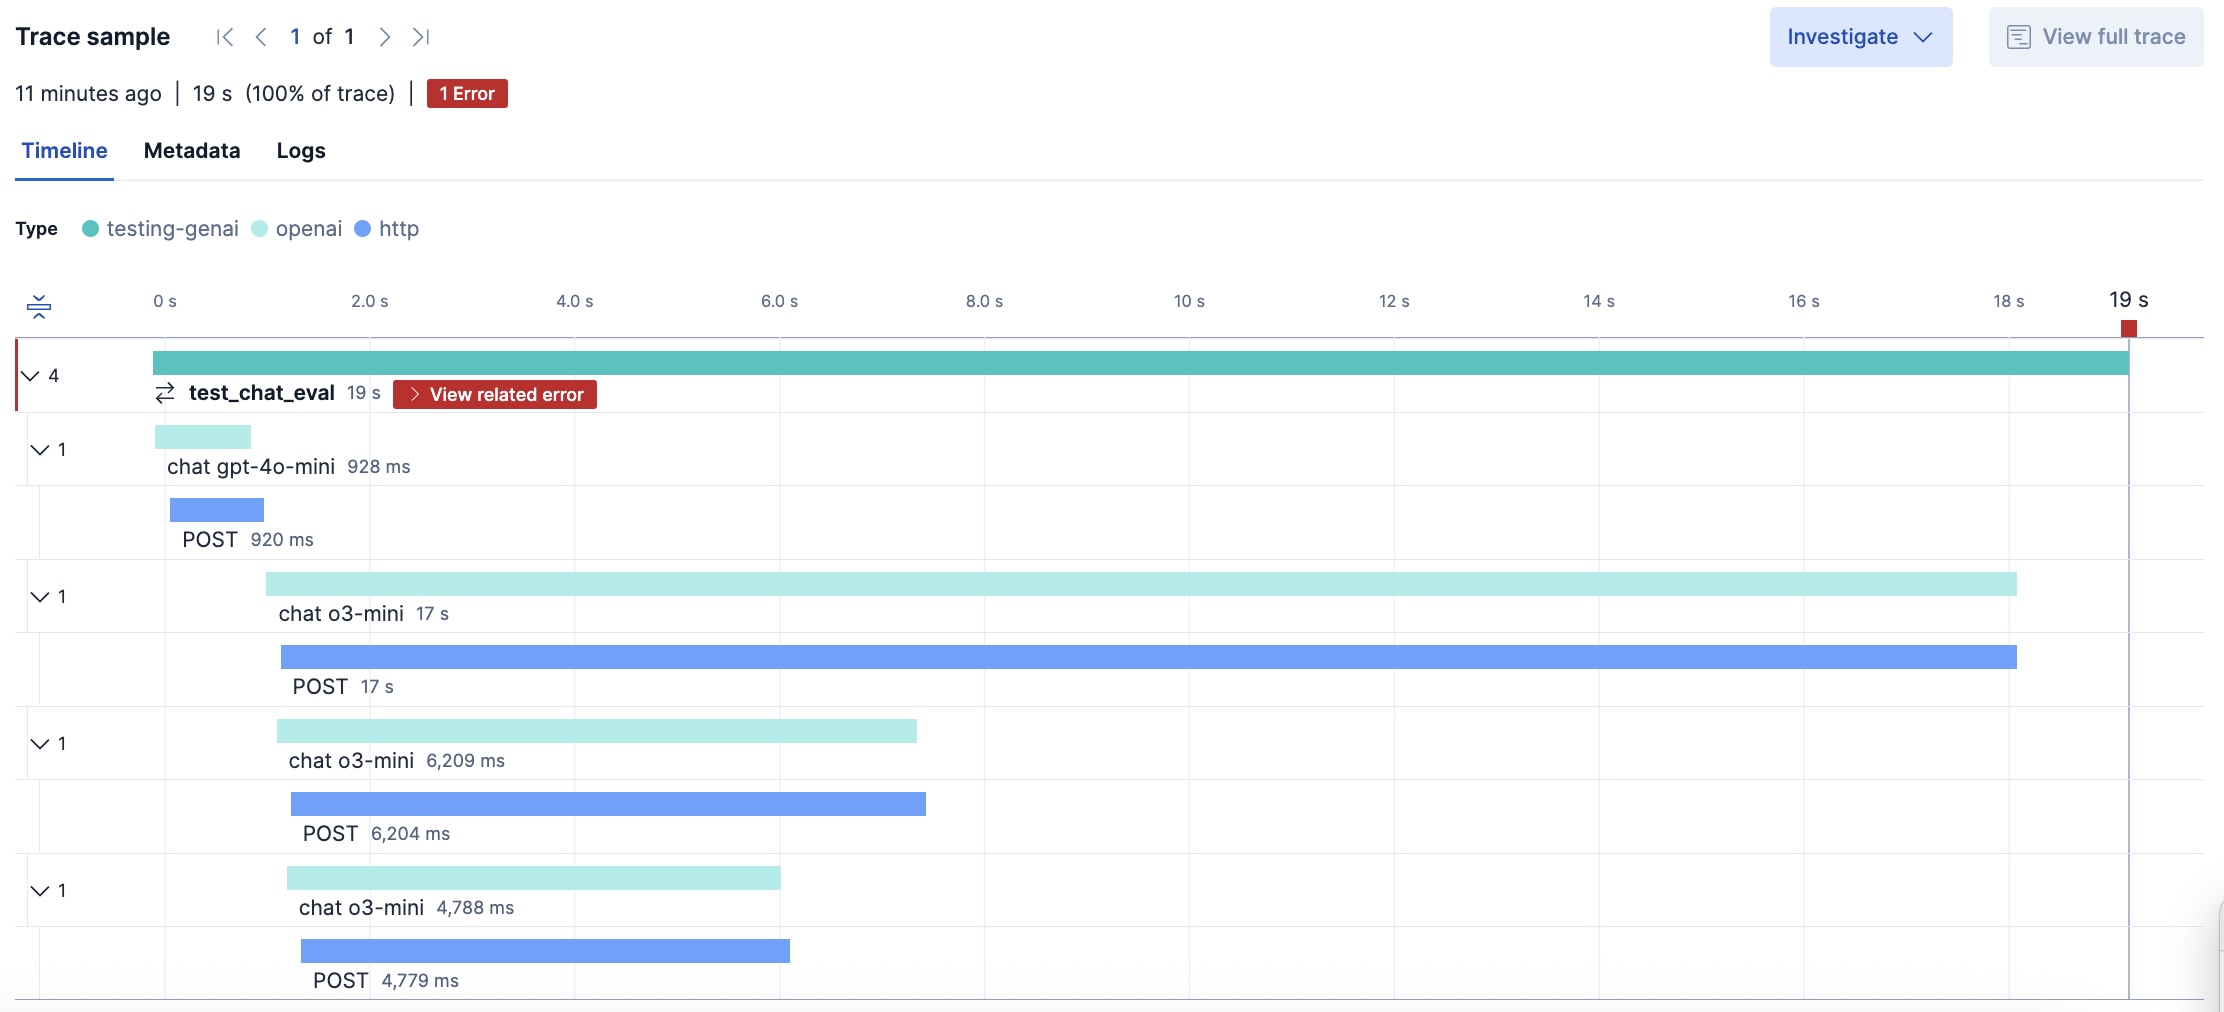 Trace sample 1 of 1 Investigate View full trace
11 minutes ago | 19 s (100% of trace) | 1 Error
Timeline Metadata Logs
Type testing-genai openai http
0 s 2.0 s 4.0 s 6.0 s 8.0 s 10 s 12 s 14 s 16 s 18 s 19 s
4
test_chat_eval 19 s View related error
1
chat gpt-4o-mini 928 ms
POST 920 ms
1
chat o3-mini 17 s
POST 17 s
1
chat o3-mini 6,209 ms
POST 6,204 ms
1
chat o3-mini 4,788 ms
POST 4,779 ms